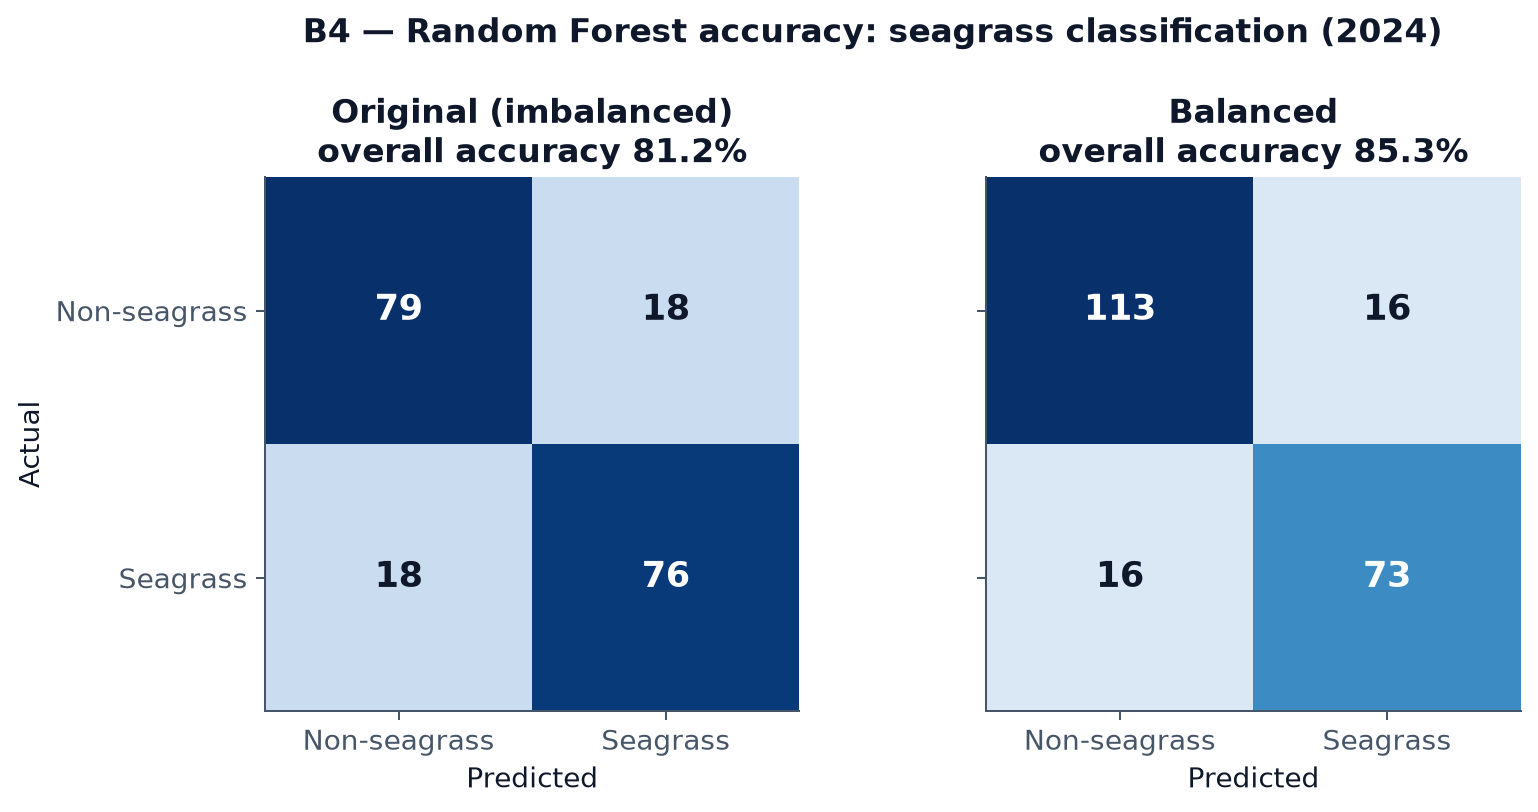 B4 — Random Forest accuracy: seagrass classification (2024)
Original (imbalanced)
overall accuracy 81.2%
Balanced
overall accuracy 85.3%
Actual
Non-seagrass
79
18
113
16
Seagrass
18
76
16
73
Non-seagrass
Seagrass
Non-seagrass
Seagrass
Predicted
Predicted